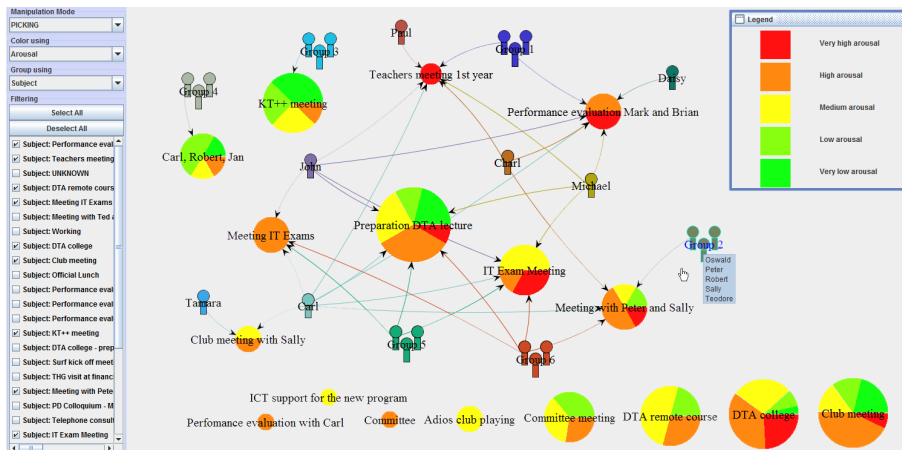 Manipulation Mode
PICKING
Color using
Arousal
Group using
Subject
Filtering
Select All
Deselect All
Subject: Performance eval
Subject: Teachers meeting
Subject: UNKNOWN
Subject: DTA remote cours
Subject: Meeting IT Exams
Subject: Meeting with Ted a
Subject: Working
Subject: DTA college
Subject: Club meeting
Subject: Official Lunch
Subject: Performance eval
Subject: Performance eval
Subject: Performance eval
Subject: KT++ meeting
Subject: DTA college - prep
Subject: Surf kick off meeti
Subject: THG visit at financ
Subject: Meeting with Pete
Subject: PD Colloquium - M
Subject: Telephone consult
Subject: IT Exam Meeting
Paul
Group 3
Group 1
Teachers meeting 1st year
Daisy
Group 4
KT++ meeting
Performance evaluation Mark and Brian
Carl, Robert, Jan
John
Charl
Michael
Preparation DTA lecture
Meeting IT Exams
Group 2
Oswald
Peter
Robert
Sally
Teodore
IT Exam Meeting
Tamara
Carl
Meeting with Peter and Sally
Club meeting with Sally
Group 5
Group 6
ICT support for the new program
Perfomance evaluation with Carl
Committee
Adios club playing
Committee meeting
DTA remote course
DTA college
Club meeting
Legend
Very high arousal
High arousal
Medium arousal
Low arousal
Very low arousal